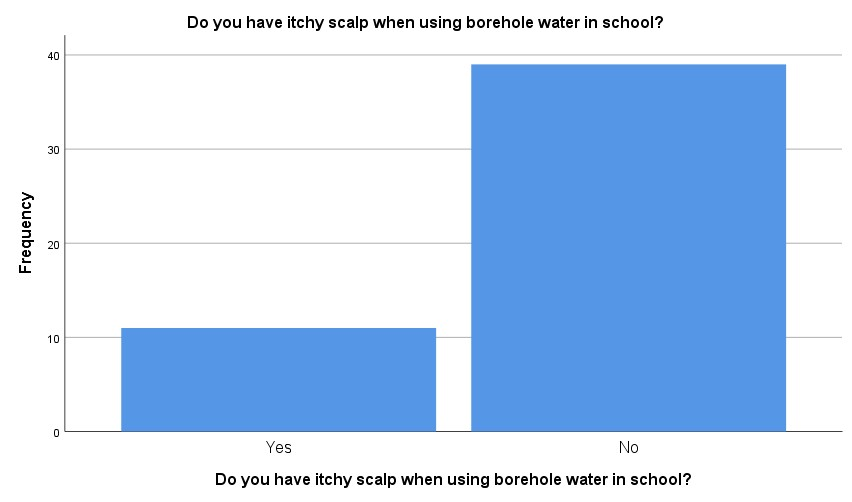 Do you have itchy scalp when using borehole water in school?
Frequency
40
30
20
10
0
Yes
No
Do you have itchy scalp when using borehole water in school?